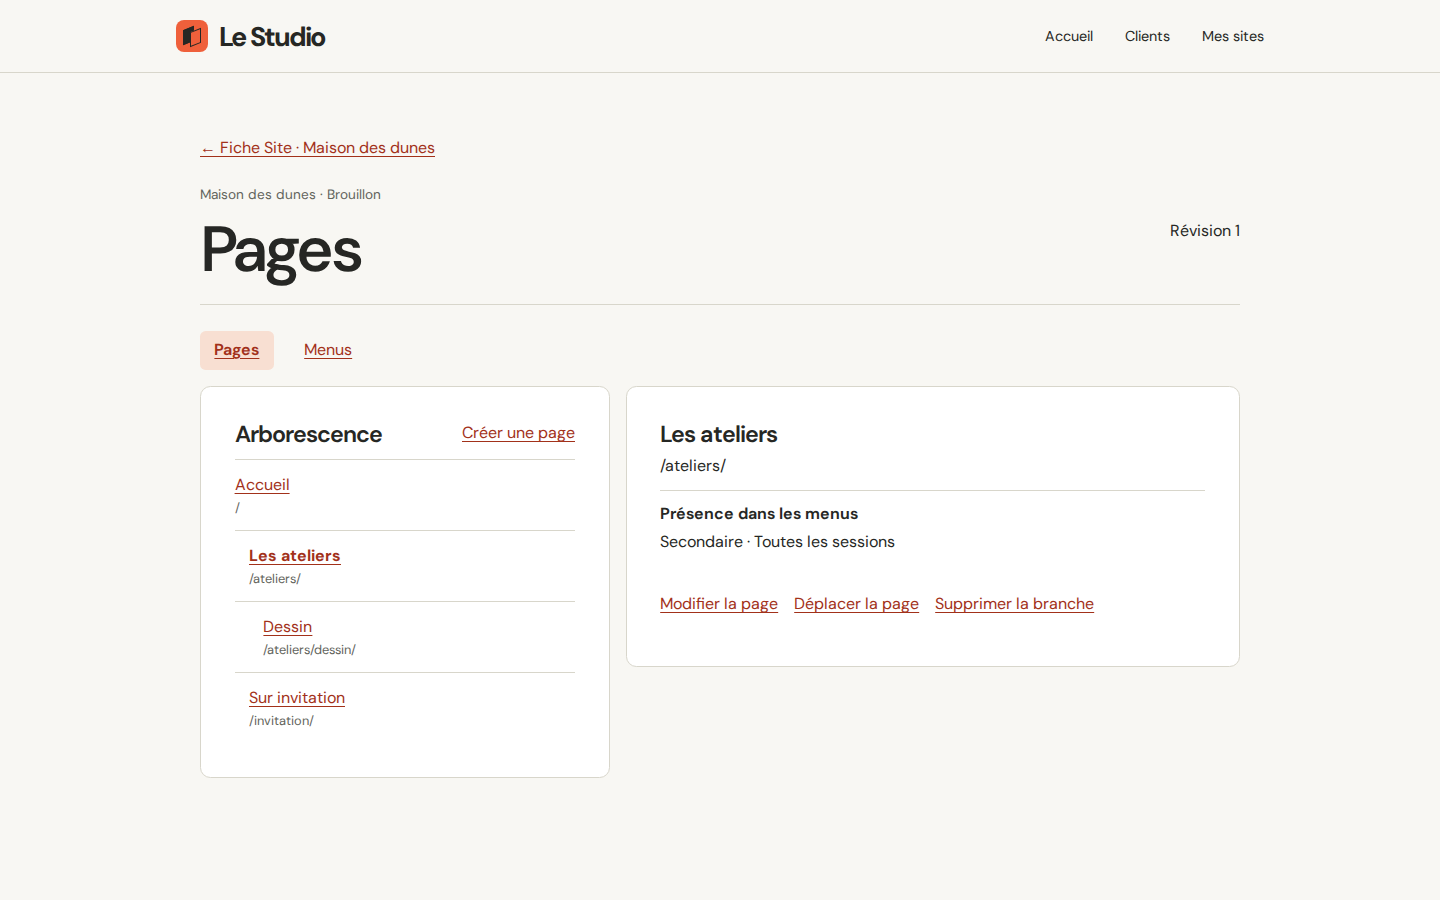 Le Studio
Accueil
Clients
Mes sites
← Fiche Site · Maison des dunes
Maison des dunes · Brouillon
Pages
Révision 1
Pages
Menus
Arborescence
Créer une page
Accueil
/
Les ateliers
/ateliers/
Dessin
/ateliers/dessin/
Sur invitation
/invitation/
Les ateliers
/ateliers/
Présence dans les menus
Secondaire · Toutes les sessions
Modifier la page
Déplacer la page
Supprimer la branche